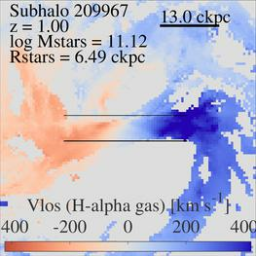 Subhalo 209967
13.0 ckpc
z = 1.00
log Mstars = 11.12
Rstars = 6.49 ckpc
Vlos (H-alpha gas) [km s⁻¹]
400 -200 0 200 400